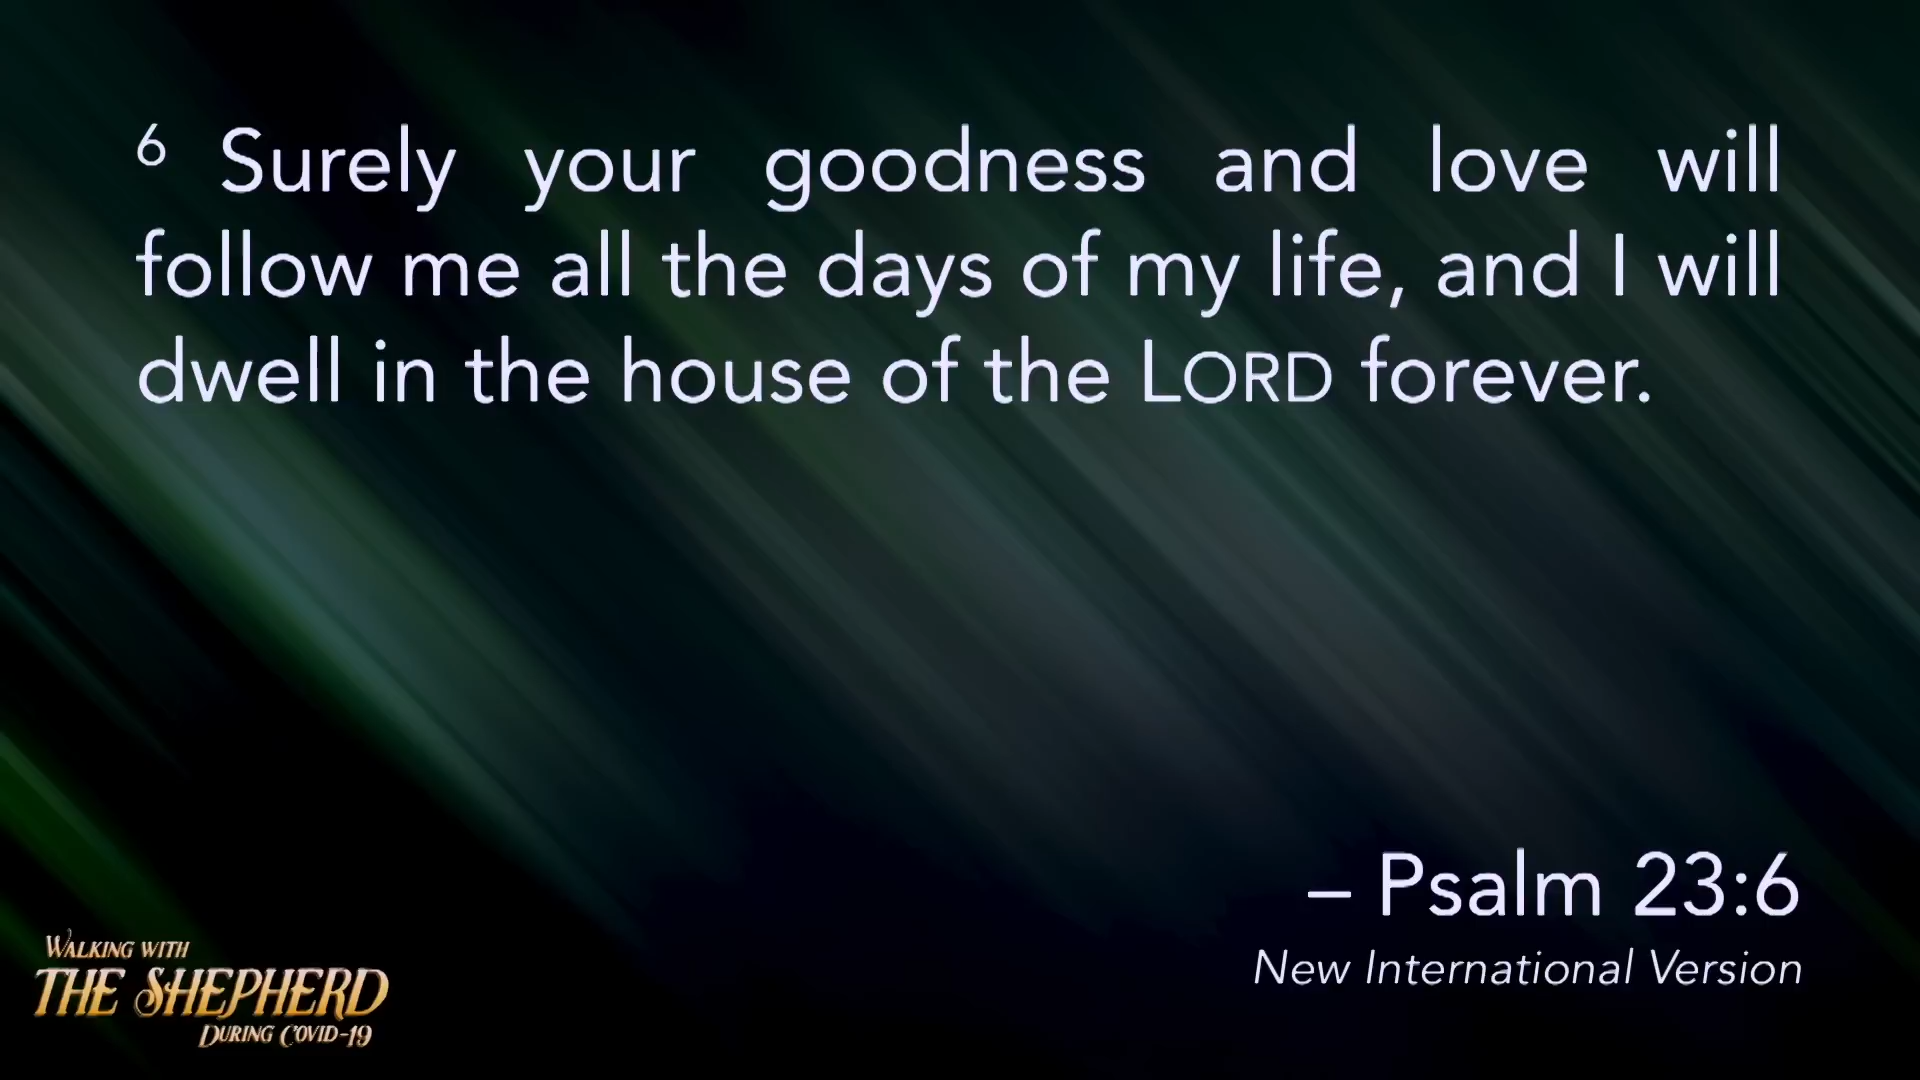 ⁶ Surely your goodness and love will
follow me all the days of my life, and I will
dwell in the house of the LORD forever.
– Psalm 23:6
New International Version
WALKING WITH
THE SHEPHERD
DURING COVID-19